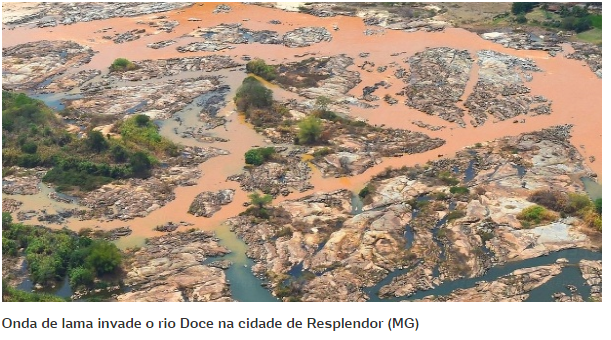 Onda de lama invade o rio Doce na cidade de Resplendor (MG)